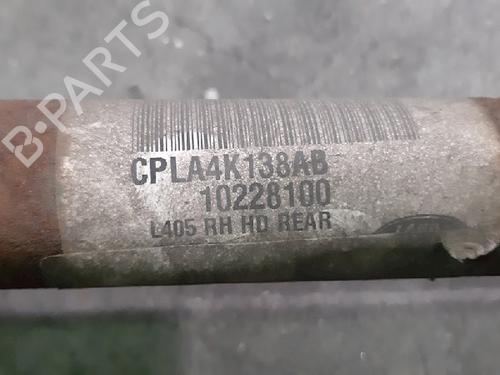 B-PARTS
CPLA4K138AB
10228100
L405 RH HD REAR